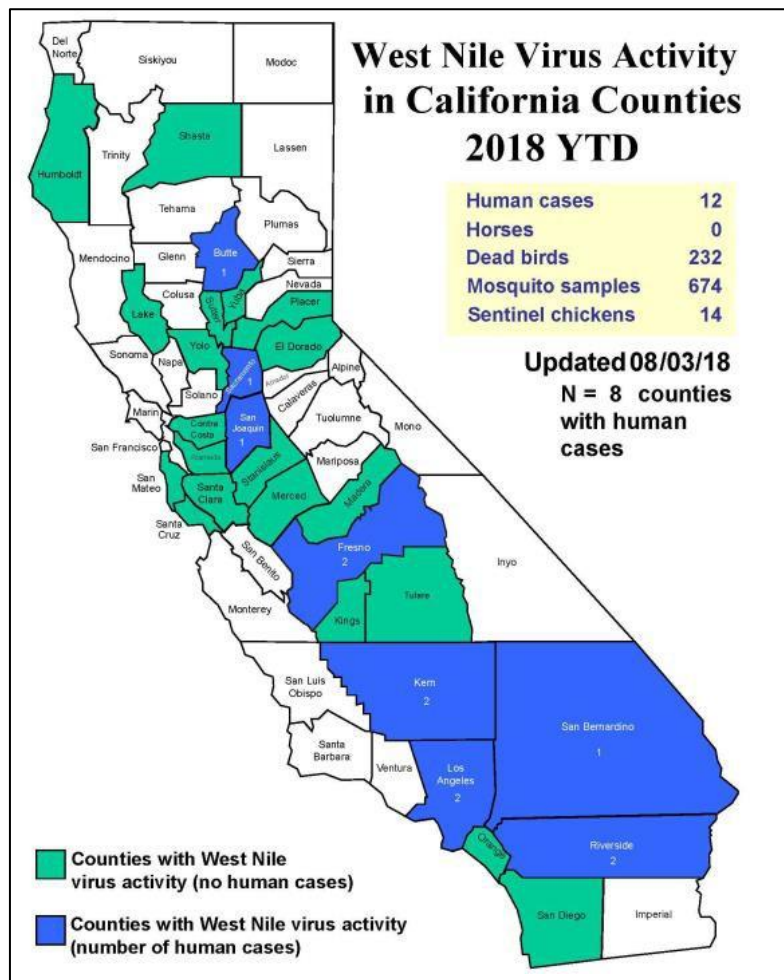 West Nile Virus Activity
in California Counties
2018 YTD
Human cases 12
Horses 0
Dead birds 232
Mosquito samples 674
Sentinel chickens 14
Updated 08/03/18
N = 8 counties
with human
cases
Del
Norte
Siskiyou
Modoc
Humboldt
Trinity
Shasta
Lassen
Tehama
Plumas
Mendocino
Glenn
Butte
1
Sierra
Nevada
Colusa
Lake
Sutter
Yuba
Placer
El Dorado
Yolo
Sonoma
Napa
Sacramento
1
Amador
Alpine
Solano
Calaveras
Marin
Contra
Costa
San
Joaquin
1
Tuolumne
Mono
San Francisco
Alameda
Stanislaus
Mariposa
San
Mateo
Santa
Clara
Merced
Madera
Santa
Cruz
San Benito
Fresno
2
Inyo
Monterey
Kings
Tulare
San Luis
Obispo
Kern
2
San Bernardino
1
Santa
Barbara
Ventura
Los
Angeles
2
Orange
Riverside
2
San Diego
Imperial
Counties with West Nile
virus activity (no human cases)
Counties with West Nile virus activity
(number of human cases)